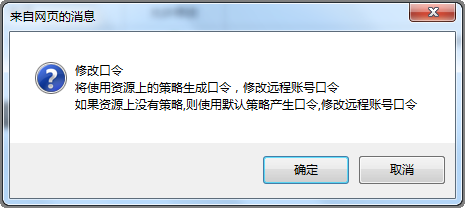 来自网页的消息
修改口令
将使用资源上的策略生成口令，修改远程账号口令
如果资源上没有策略,则使用默认策略产生口令,修改远程账号口令
确定
取消